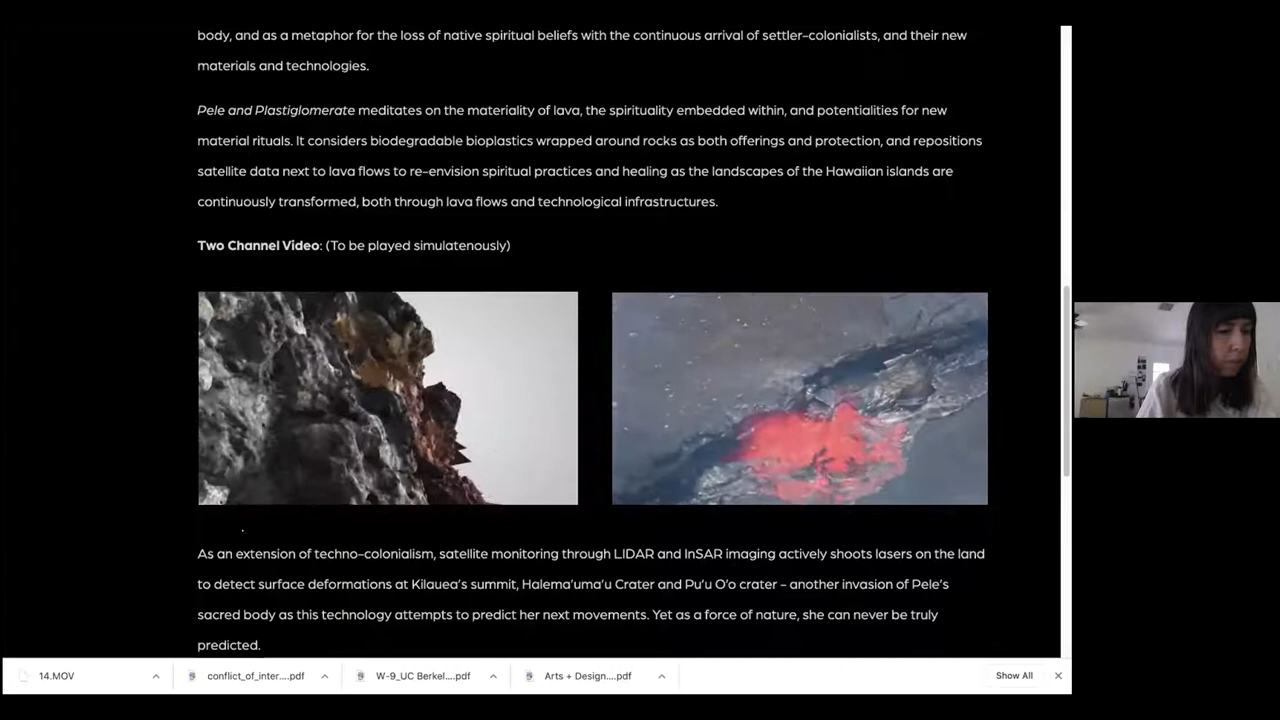 body, and as a metaphor for the loss of native spiritual beliefs with the continuous arrival of settler-colonialists, and their new
materials and technologies.
Pele and Plastiglomerate meditates on the materiality of lava, the spirituality embedded within, and potentialities for new
material rituals. It considers biodegradable bioplastics wrapped around rocks as both offerings and protection, and repositions
satellite data next to lava flows to re-envision spiritual practices and healing as the landscapes of the Hawaiian islands are
continuously transformed, both through lava flows and technological infrastructures.
Two Channel Video: (To be played simulatenously)
As an extension of techno-colonialism, satellite monitoring through LIDAR and InSAR imaging actively shoots lasers on the land
to detect surface deformations at Kilauea's summit, Halema'uma'u Crater and Pu'u O'o crater - another invasion of Pele's
sacred body as this technology attempts to predict her next movements. Yet as a force of nature, she can never be truly
predicted.
14.MOV
conflict_of_inter....pdf
W-9_UC Berkel....pdf
Arts + Design....pdf
Show All